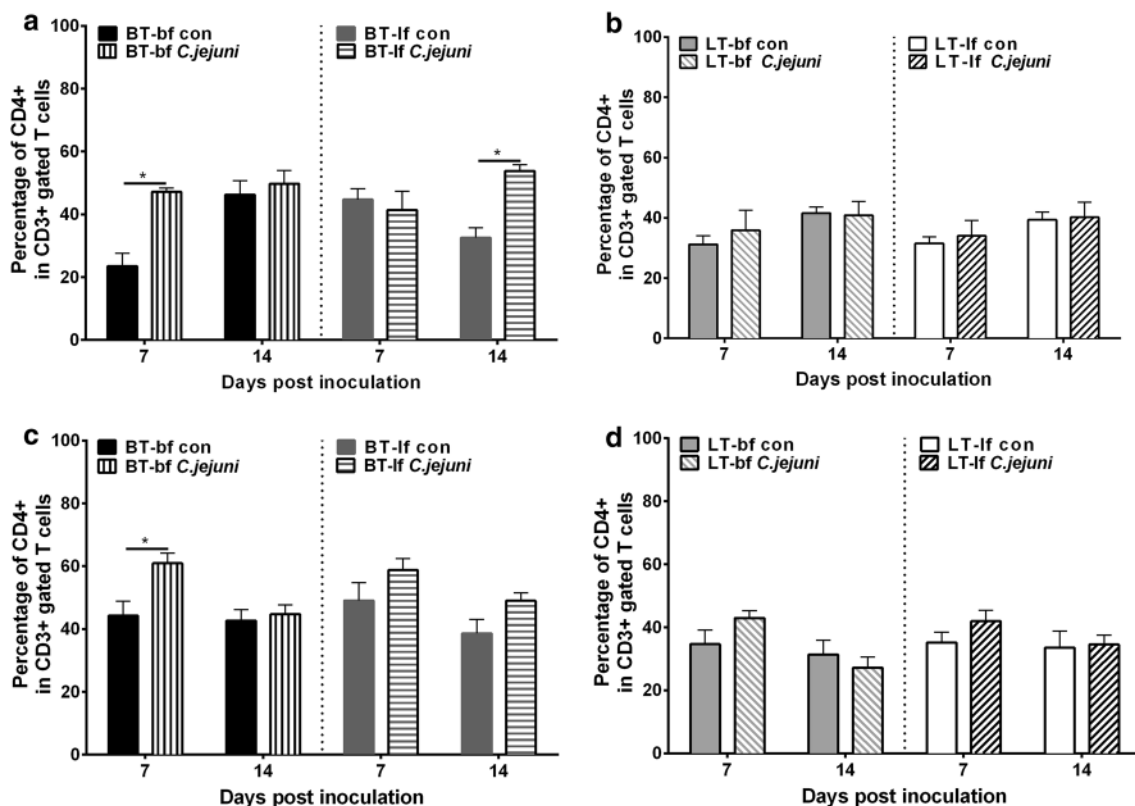 a
BT-bf con
BT-bf C.jejuni
BT-lf con
BT-lf C.jejuni
Percentage of CD4+
in CD3+ gated T cells
100
80
60
40
20
0
*
*
7
14
7
14
Days post inoculation
b
LT-bf con
LT-bf C.jejuni
LT-lf con
LT-lf C.jejuni
Percentage of CD4+
in CD3+ gated T cells
100
80
60
40
20
0
7
14
7
14
Days post inoculation
c
BT-bf con
BT-bf C.jejuni
BT-lf con
BT-lf C.jejuni
Percentage of CD4+
in CD3+ gated T cells
100
80
60
40
20
0
*
7
14
7
14
Days post inoculation
d
LT-bf con
LT-bf C.jejuni
LT-lf con
LT-lf C.jejuni
Percentage of CD4+
in CD3+ gated T cells
100
80
60
40
20
0
7
14
7
14
Days post inoculation